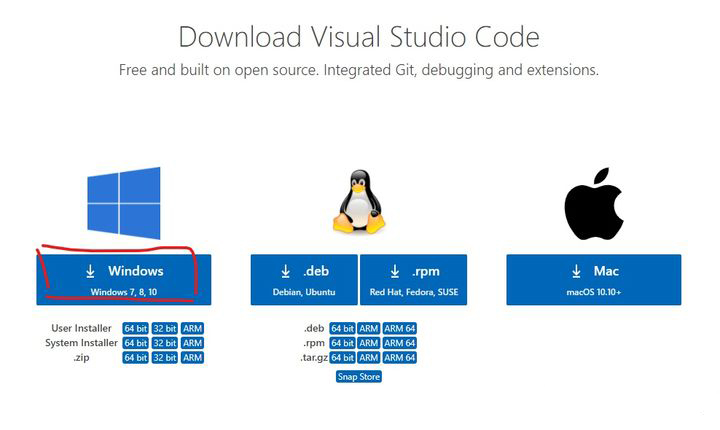 Download Visual Studio Code
Free and built on open source. Integrated Git, debugging and extensions.
Windows
Windows 7, 8, 10
.deb
Debian, Ubuntu
.rpm
Red Hat, Fedora, SUSE
Mac
macOS 10.10+
User Installer 64 bit 32 bit ARM
System Installer 64 bit 32 bit ARM
.zip 64 bit 32 bit ARM
.deb 64 bit ARM ARM 64
.rpm 64 bit ARM ARM 64
.tar.gz 64 bit ARM ARM 64
Snap Store